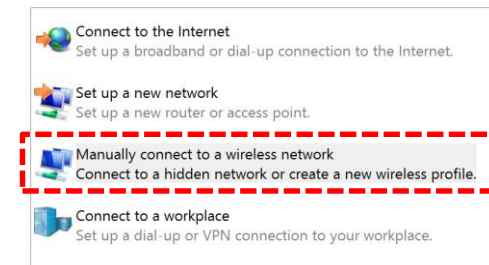 Connect to the Internet
Set up a broadband or dial-up connection to the Internet.
Set up a new network
Set up a new router or access point.
Manually connect to a wireless network
Connect to a hidden network or create a new wireless profile.
Connect to a workplace
Set up a dial-up or VPN connection to your workplace.